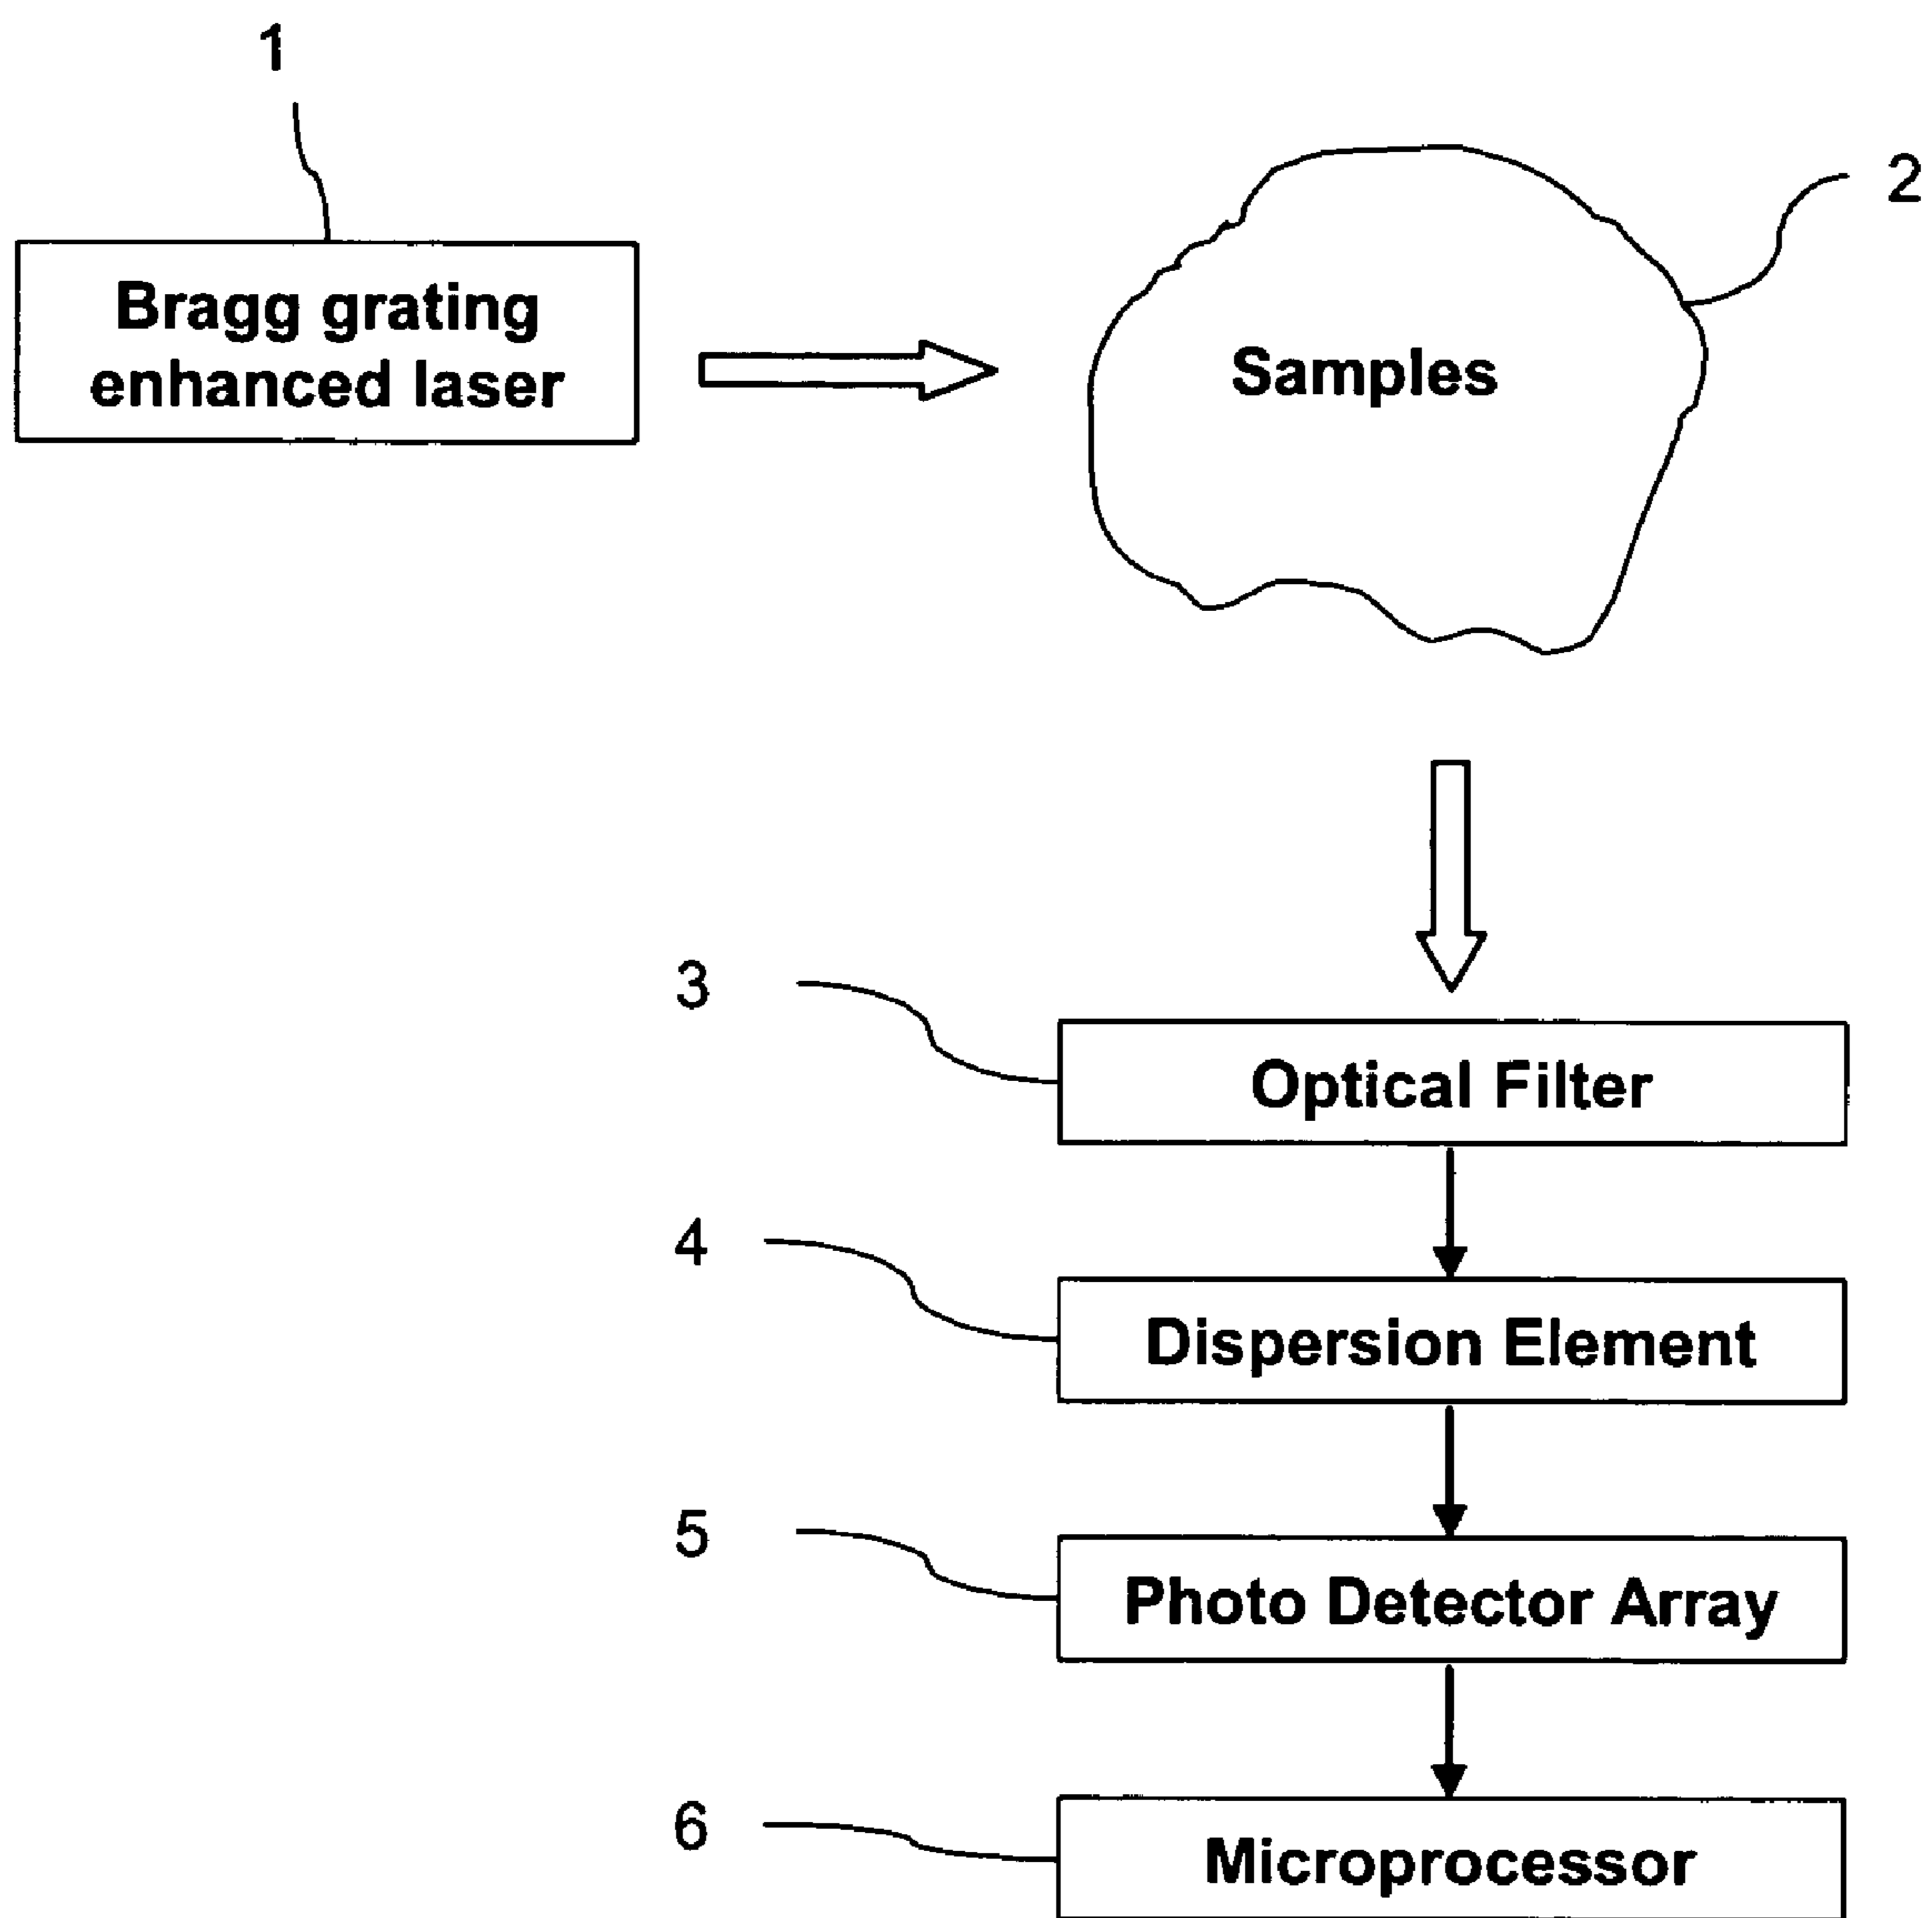 1
2
Bragg grating
enhanced laser
Samples
3
Optical Filter
4
Dispersion Element
5
Photo Detector Array
6
Microprocessor